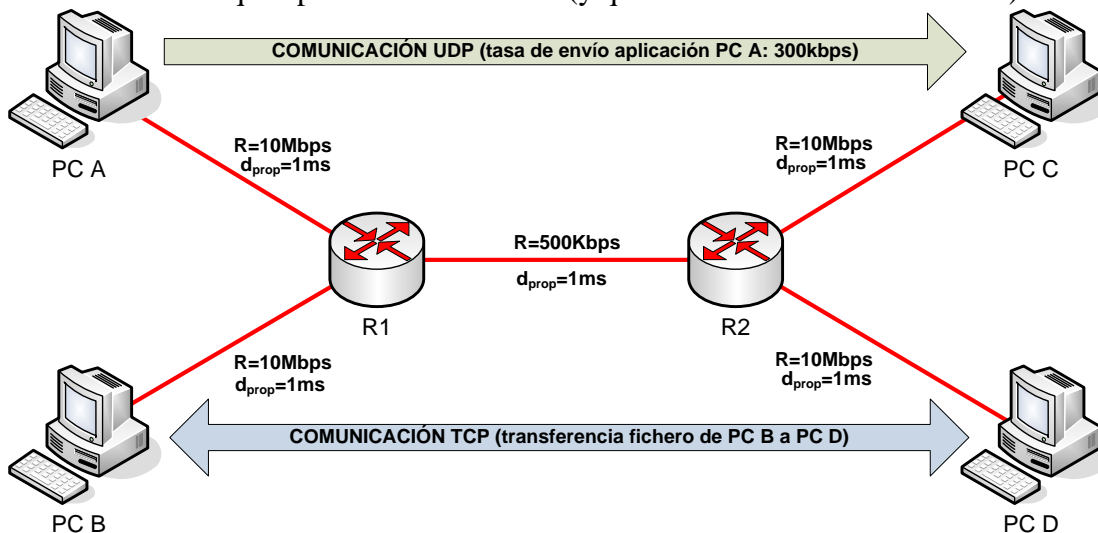 COMUNICACIÓN UDP (tasa de envío aplicación PC A: 300kbps)
PC A
R=10Mbps
dprop=1ms
R=10Mbps
dprop=1ms
PC C
R=500Kbps
dprop=1ms
R1
R2
R=10Mbps
dprop=1ms
R=10Mbps
dprop=1ms
COMUNICACIÓN TCP (transferencia fichero de PC B a PC D)
PC B
PC D